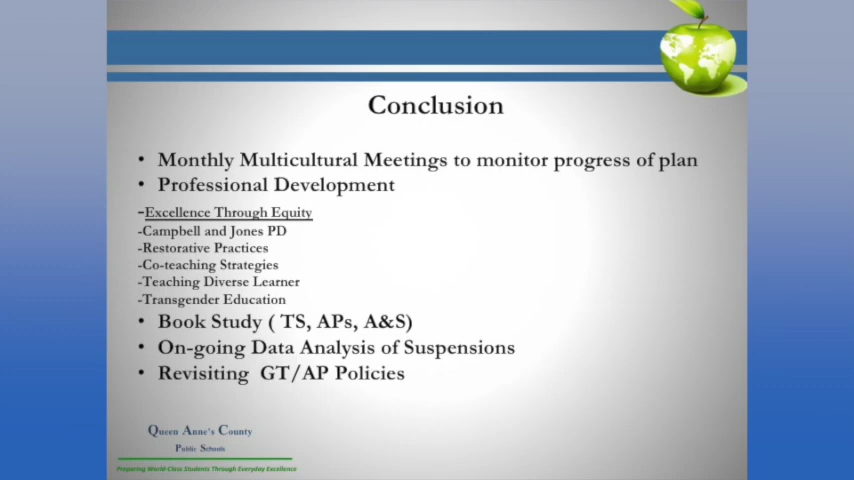 Conclusion
• Monthly Multicultural Meetings to monitor progress of plan
• Professional Development
-Excellence Through Equity
-Campbell and Jones PD
-Restorative Practices
-Co-teaching Strategies
-Teaching Diverse Learner
-Transgender Education
• Book Study ( TS, APs, A&S)
• On-going Data Analysis of Suspensions
• Revisiting GT/AP Policies
Queen Anne's County
Public Schools
Preparing World-Class Students Through Everyday Excellence